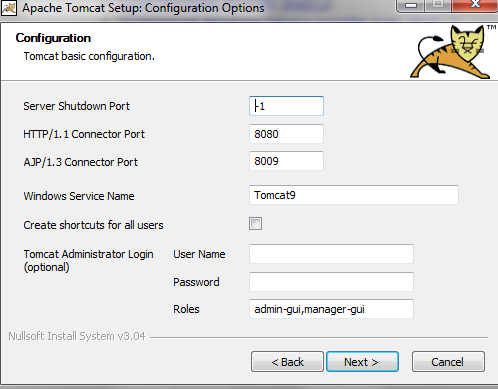 Apache Tomcat Setup: Configuration Options
Configuration
Tomcat basic configuration.
TM
Server Shutdown Port -1
HTTP/1.1 Connector Port 8080
AJP/1.3 Connector Port 8009
Windows Service Name Tomcat9
Create shortcuts for all users
Tomcat Administrator Login User Name
(optional)
Password
Roles admin-gui,manager-gui
Nullsoft Install System v3.04
< Back Next > Cancel